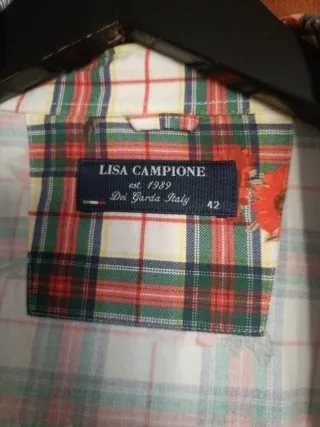 LISA CAMPIONE
est. 1989
Del Garda Italy
42